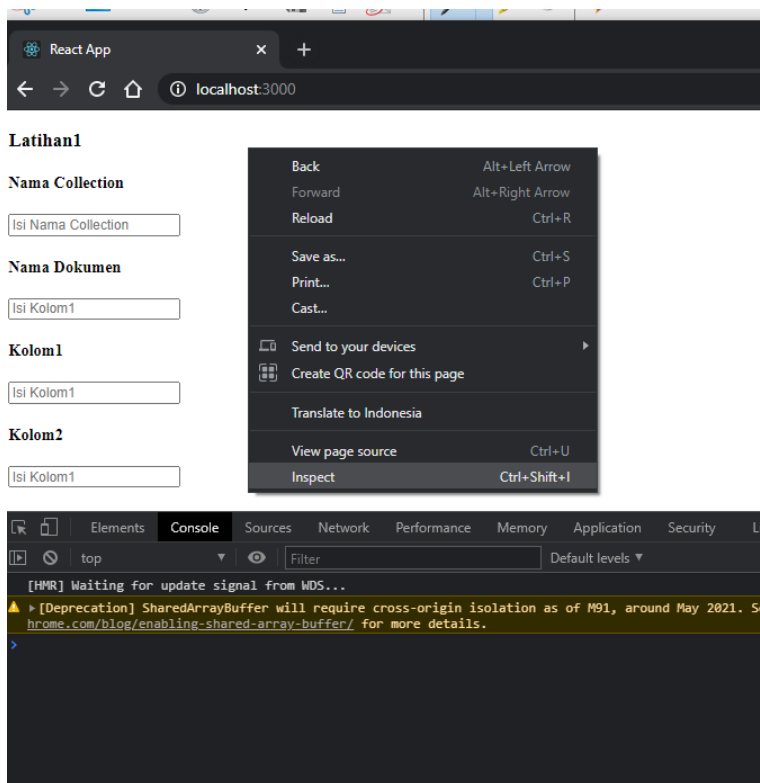 React App
localhost:3000
Latihan1
Nama Collection
Isi Nama Collection
Nama Dokumen
Isi Kolom1
Kolom1
Isi Kolom1
Kolom2
Isi Kolom1
Back Alt+Left Arrow
Forward Alt+Right Arrow
Reload Ctrl+R
Save as... Ctrl+S
Print... Ctrl+P
Cast...
Send to your devices
Create QR code for this page
Translate to Indonesia
View page source Ctrl+U
Inspect Ctrl+Shift+I
Elements Console Sources Network Performance Memory Application Security
top Filter Default levels
[HMR] Waiting for update signal from WDS...
[Deprecation] SharedArrayBuffer will require cross-origin isolation as of M91, around May 2021.
hrome.com/blog/enabling-shared-array-buffer/ for more details.